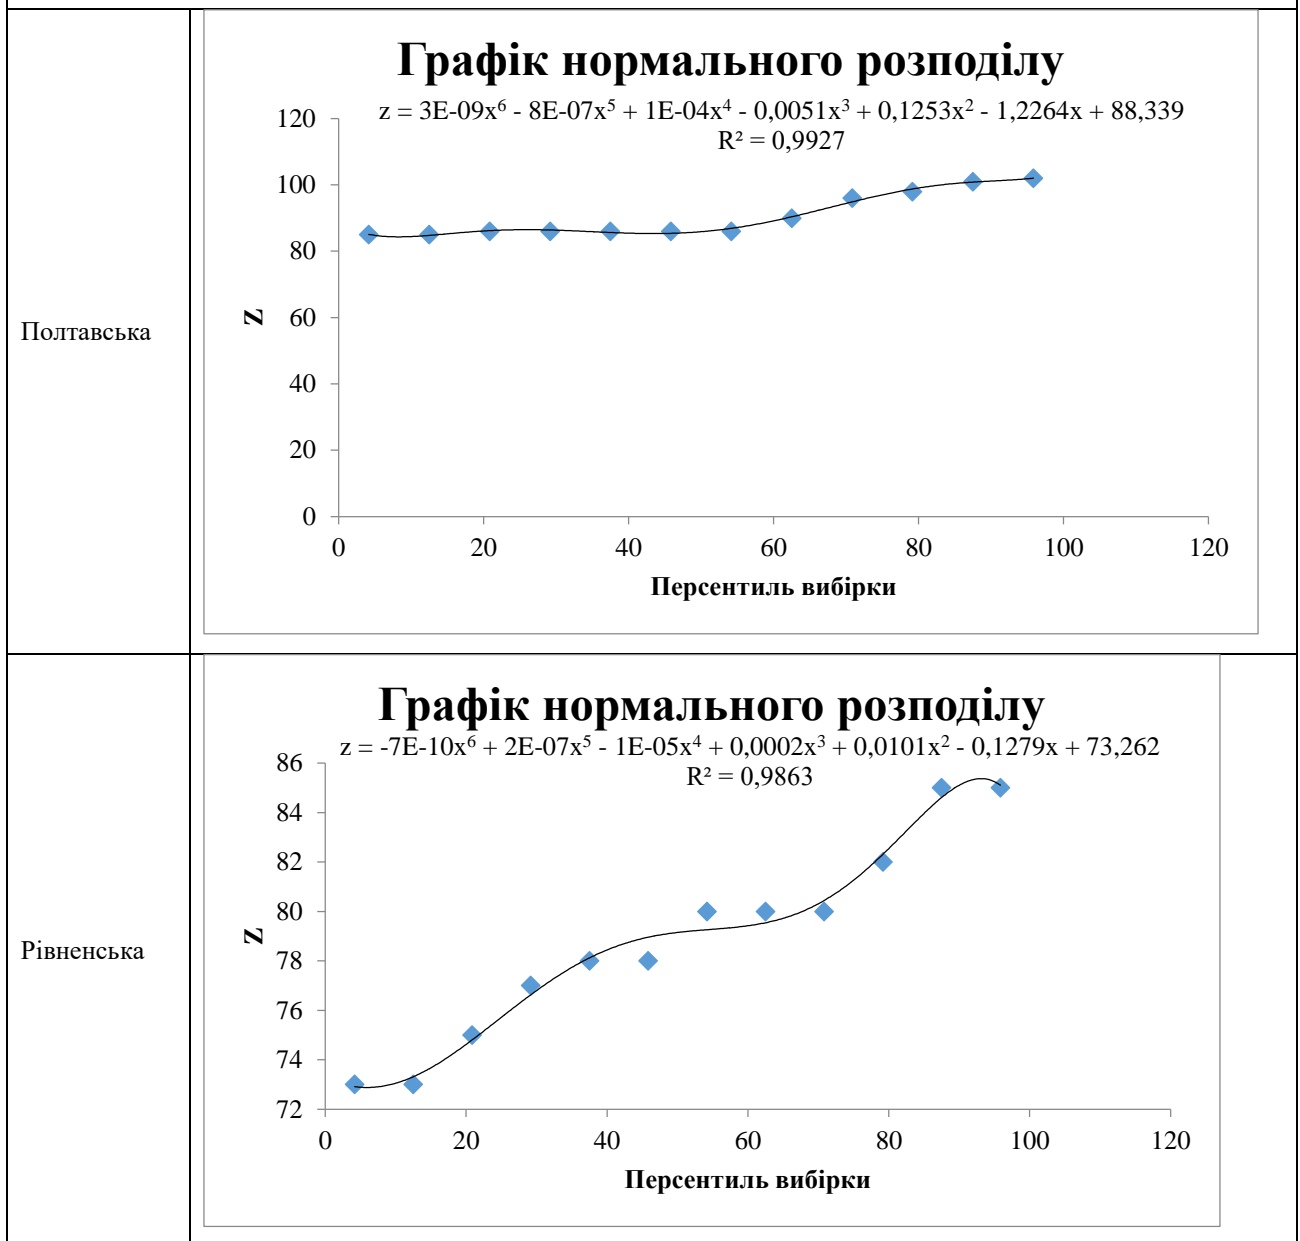 Полтавська
Графік нормального розподілу
z = 3E-09x⁶ - 8E-07x⁵ + 1E-04x⁴ - 0,0051x³ + 0,1253x² - 1,2264x + 88,339
R² = 0,9927
120
100
80
60
40
20
0
Z
0 20 40 60 80 100 120
Персентиль вибірки
Рівненська
Графік нормального розподілу
z = -7E-10x⁶ + 2E-07x⁵ - 1E-05x⁴ + 0,0002x³ + 0,0101x² - 0,1279x + 73,262
R² = 0,9863
86
84
82
80
78
76
74
72
Z
0 20 40 60 80 100 120
Персентиль вибірки